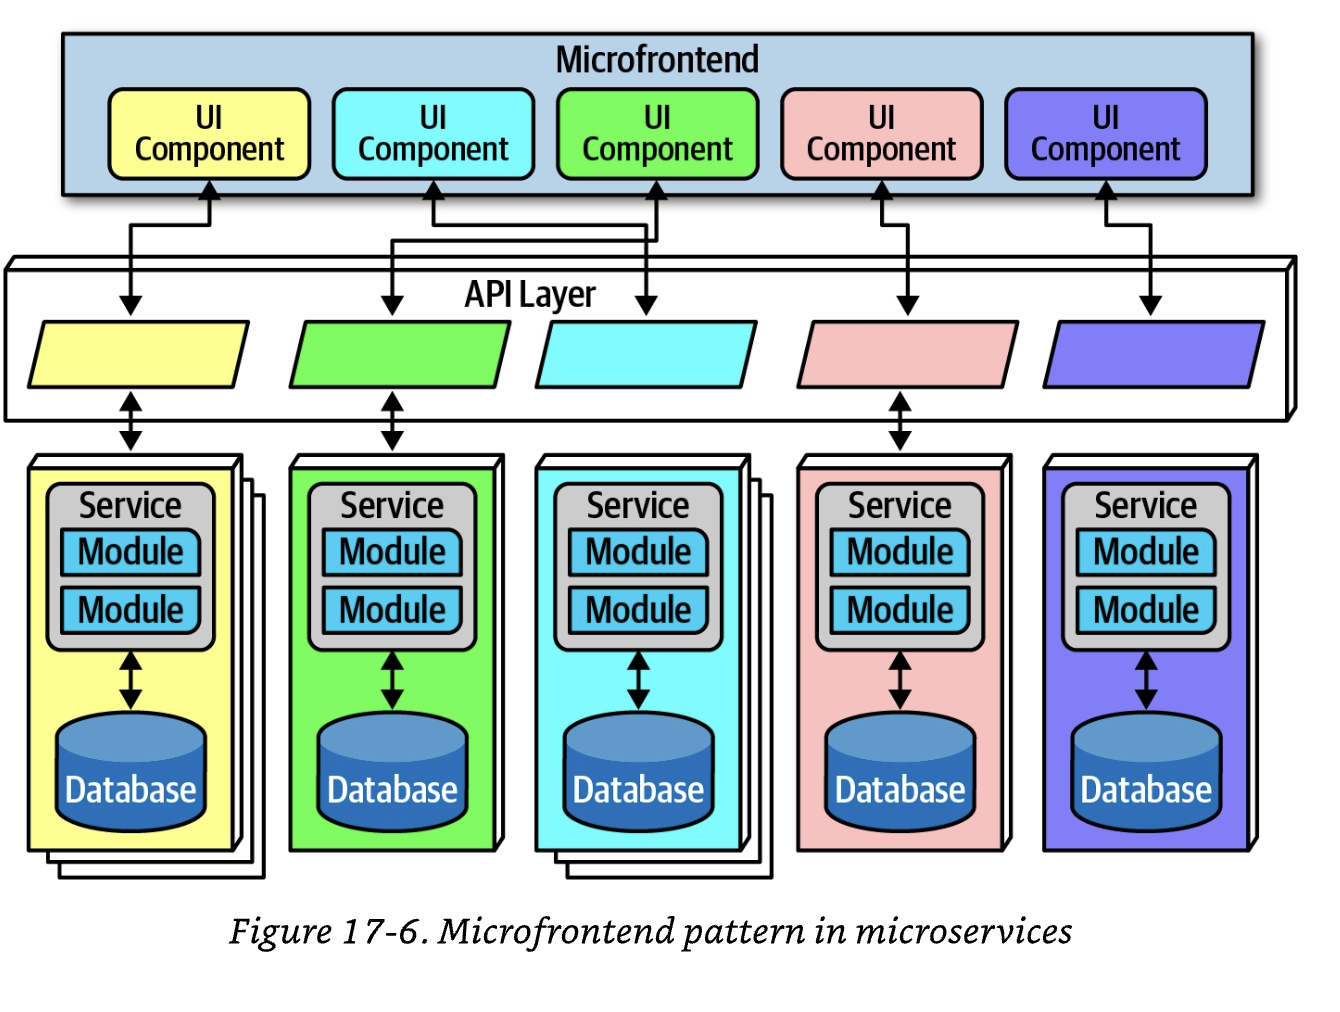 Microfrontend
UI
Component
UI
Component
UI
Component
UI
Component
UI
Component
API Layer
Service
Module
Module
Database
Service
Module
Module
Database
Service
Module
Module
Database
Service
Module
Module
Database
Service
Module
Module
Database
Figure 17-6. Microfrontend pattern in microservices